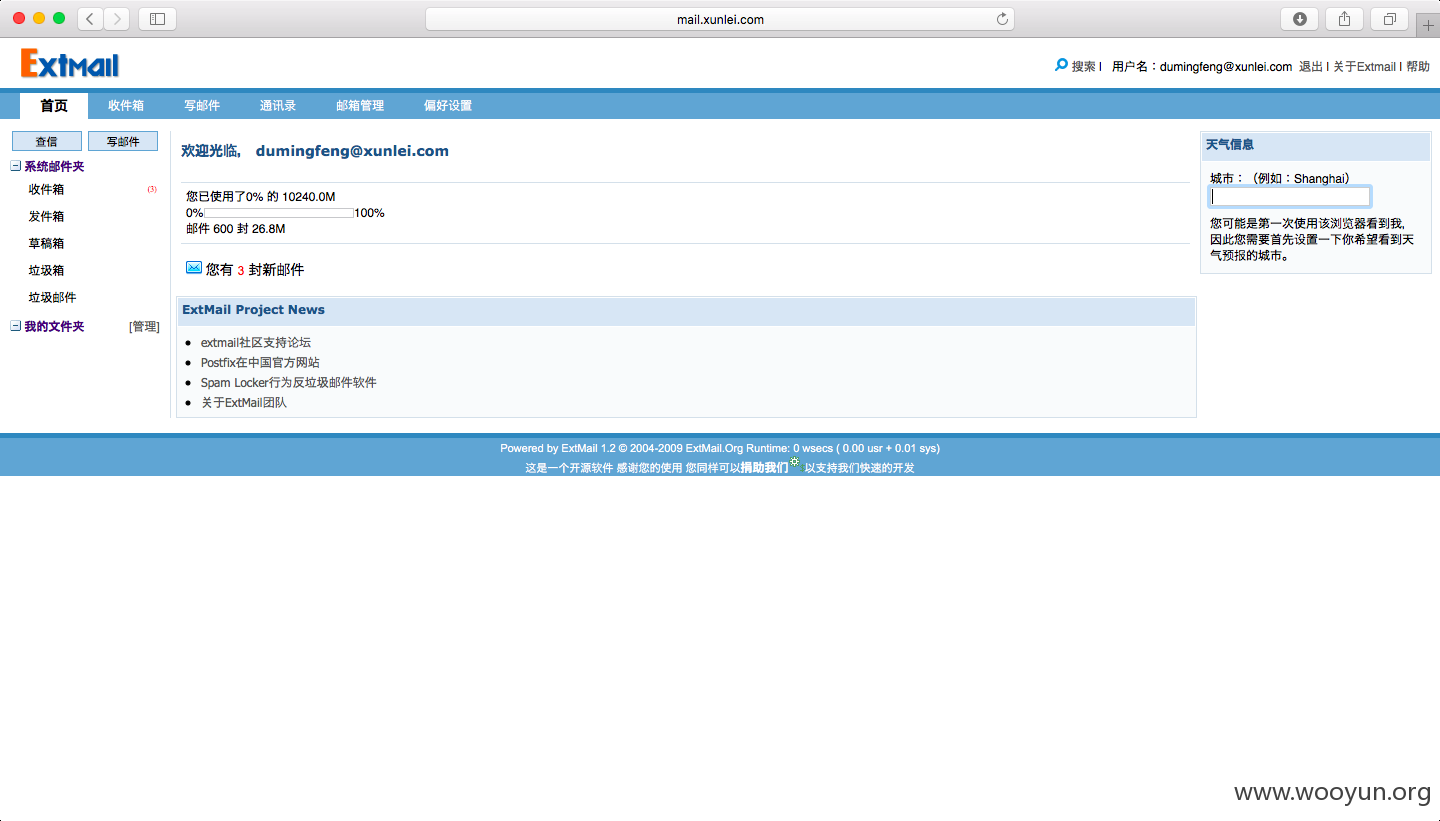 mail.xunlei.com
Extmail
搜索 | 用户名：dumingfeng@xunlei.com 退出 | 关于Extmail | 帮助
首页 收件箱 写邮件 通讯录 邮箱管理 偏好设置
查信 写邮件
系统邮件夹
收件箱 (3)
发件箱
草稿箱
垃圾箱
垃圾邮件
我的文件夹 [管理]
欢迎光临, dumingfeng@xunlei.com
您已使用了0% 的 10240.0M
0% 100%
邮件 600 封 26.8M
您有 3 封新邮件
ExtMail Project News
extmail社区支持论坛
Postfix在中国官方网站
Spam Locker行为反垃圾邮件软件
关于ExtMail团队
天气信息
城市：（例如：Shanghai）
您可能是第一次使用该浏览器看到我,
因此您需要首先设置一下你希望看到天
气预报的城市。
Powered by ExtMail 1.2 © 2004-2009 ExtMail.Org Runtime: 0 wsecs ( 0.00 usr + 0.01 sys)
这是一个开源软件 感谢您的使用 您同样可以捐助我们 以支持我们快速的开发
www.wooyun.org